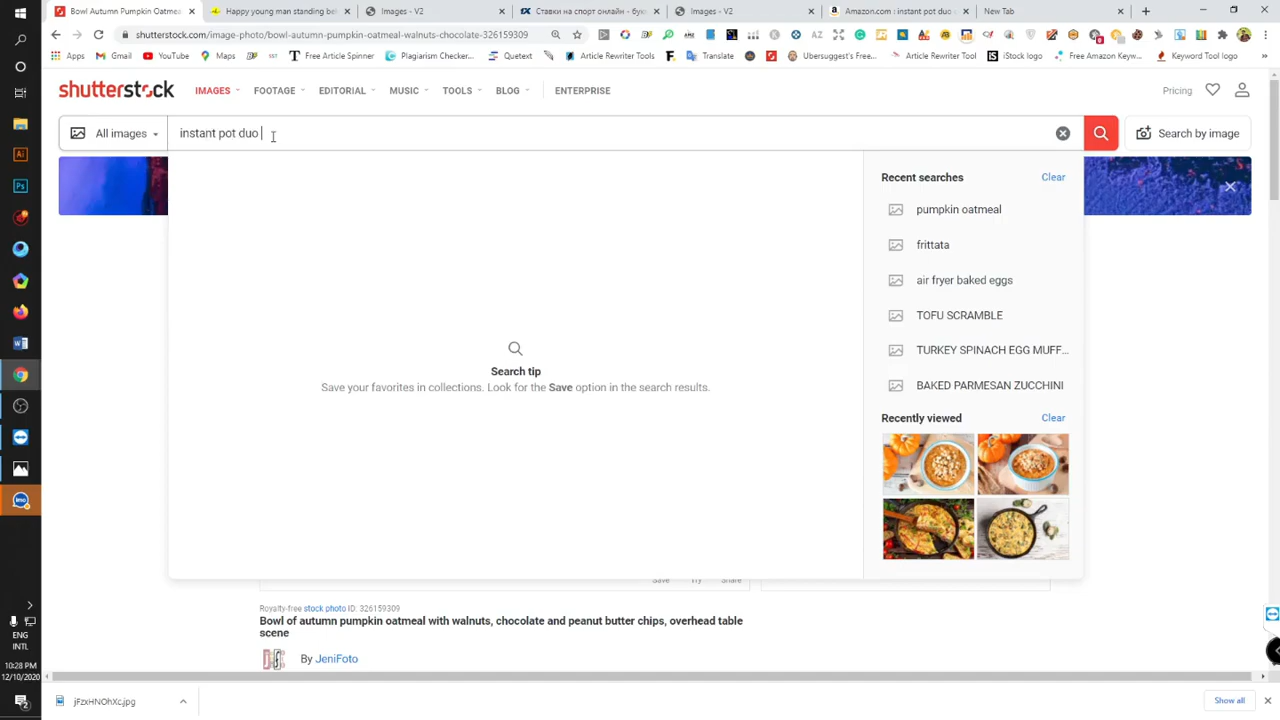 Bowl Autumn Pumpkin Oatmea
Happy young man standing be
Images - V2
Ставки на спорт онлайн - бук
Images - V2
Amazon.com : instant pot duo c
New Tab
shutterstock.com/image-photo/bowl-autumn-pumpkin-oatmeal-walnuts-chocolate-326159309
Apps
Gmail
YouTube
Maps
Free Article Spinner
Plagiarism Checker...
Quetext
Article Rewriter Tools
Translate
Ubersuggest's Free...
Article Rewriter Tool
iStock logo
Free Amazon Keyw...
Keyword Tool logo
shutterstock
IMAGES
FOOTAGE
EDITORIAL
MUSIC
TOOLS
BLOG
ENTERPRISE
Pricing
All images
instant pot duo
Search by image
Recent searches
Clear
pumpkin oatmeal
frittata
air fryer baked eggs
TOFU SCRAMBLE
TURKEY SPINACH EGG MUFF...
BAKED PARMESAN ZUCCHINI
Search tip
Save your favorites in collections. Look for the Save option in the search results.
Recently viewed
Clear
Save
Try
Share
Royalty-free stock photo ID: 326159309
Bowl of autumn pumpkin oatmeal with walnuts, chocolate and peanut butter chips, overhead table
scene
By JeniFoto
ENG
INTL
10:28 PM
12/10/2020
jFzxHNOhXc.jpg
Show all